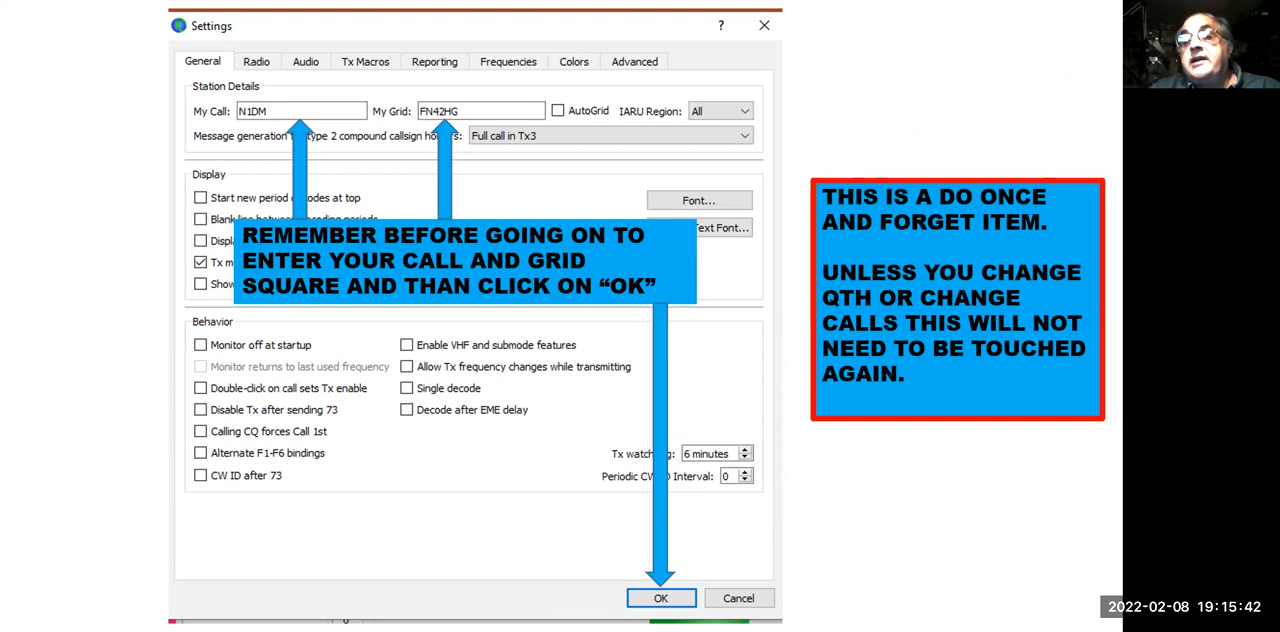 Settings
? ×
General Radio Audio Tx Macros Reporting Frequencies Colors Advanced
Station Details
My Call: N1DM My Grid: FN42HG AutoGrid IARU Region: All
Message generation type 2 compound callsign Full call in Tx3
Display
Start new period at top
Font...
Blank line
Text Font...
REMEMBER BEFORE GOING ON TO
ENTER YOUR CALL AND GRID
SQUARE AND THAN CLICK ON “OK”
THIS IS A DO ONCE
AND FORGET ITEM.
UNLESS YOU CHANGE
QTH OR CHANGE
CALLS THIS WILL NOT
NEED TO BE TOUCHED
AGAIN.
Behavior
Monitor off at startup Enable VHF and submode features
Monitor returns to last used frequency Allow Tx frequency changes while transmitting
Double-click on call sets Tx enable Single decode
Disable Tx after sending 73 Decode after EME delay
Calling CQ forces Call 1st
Alternate F1-F6 bindings Tx 6 minutes
CW ID after 73 Periodic Interval: 0
OK Cancel
2022-02-08 19:15:42